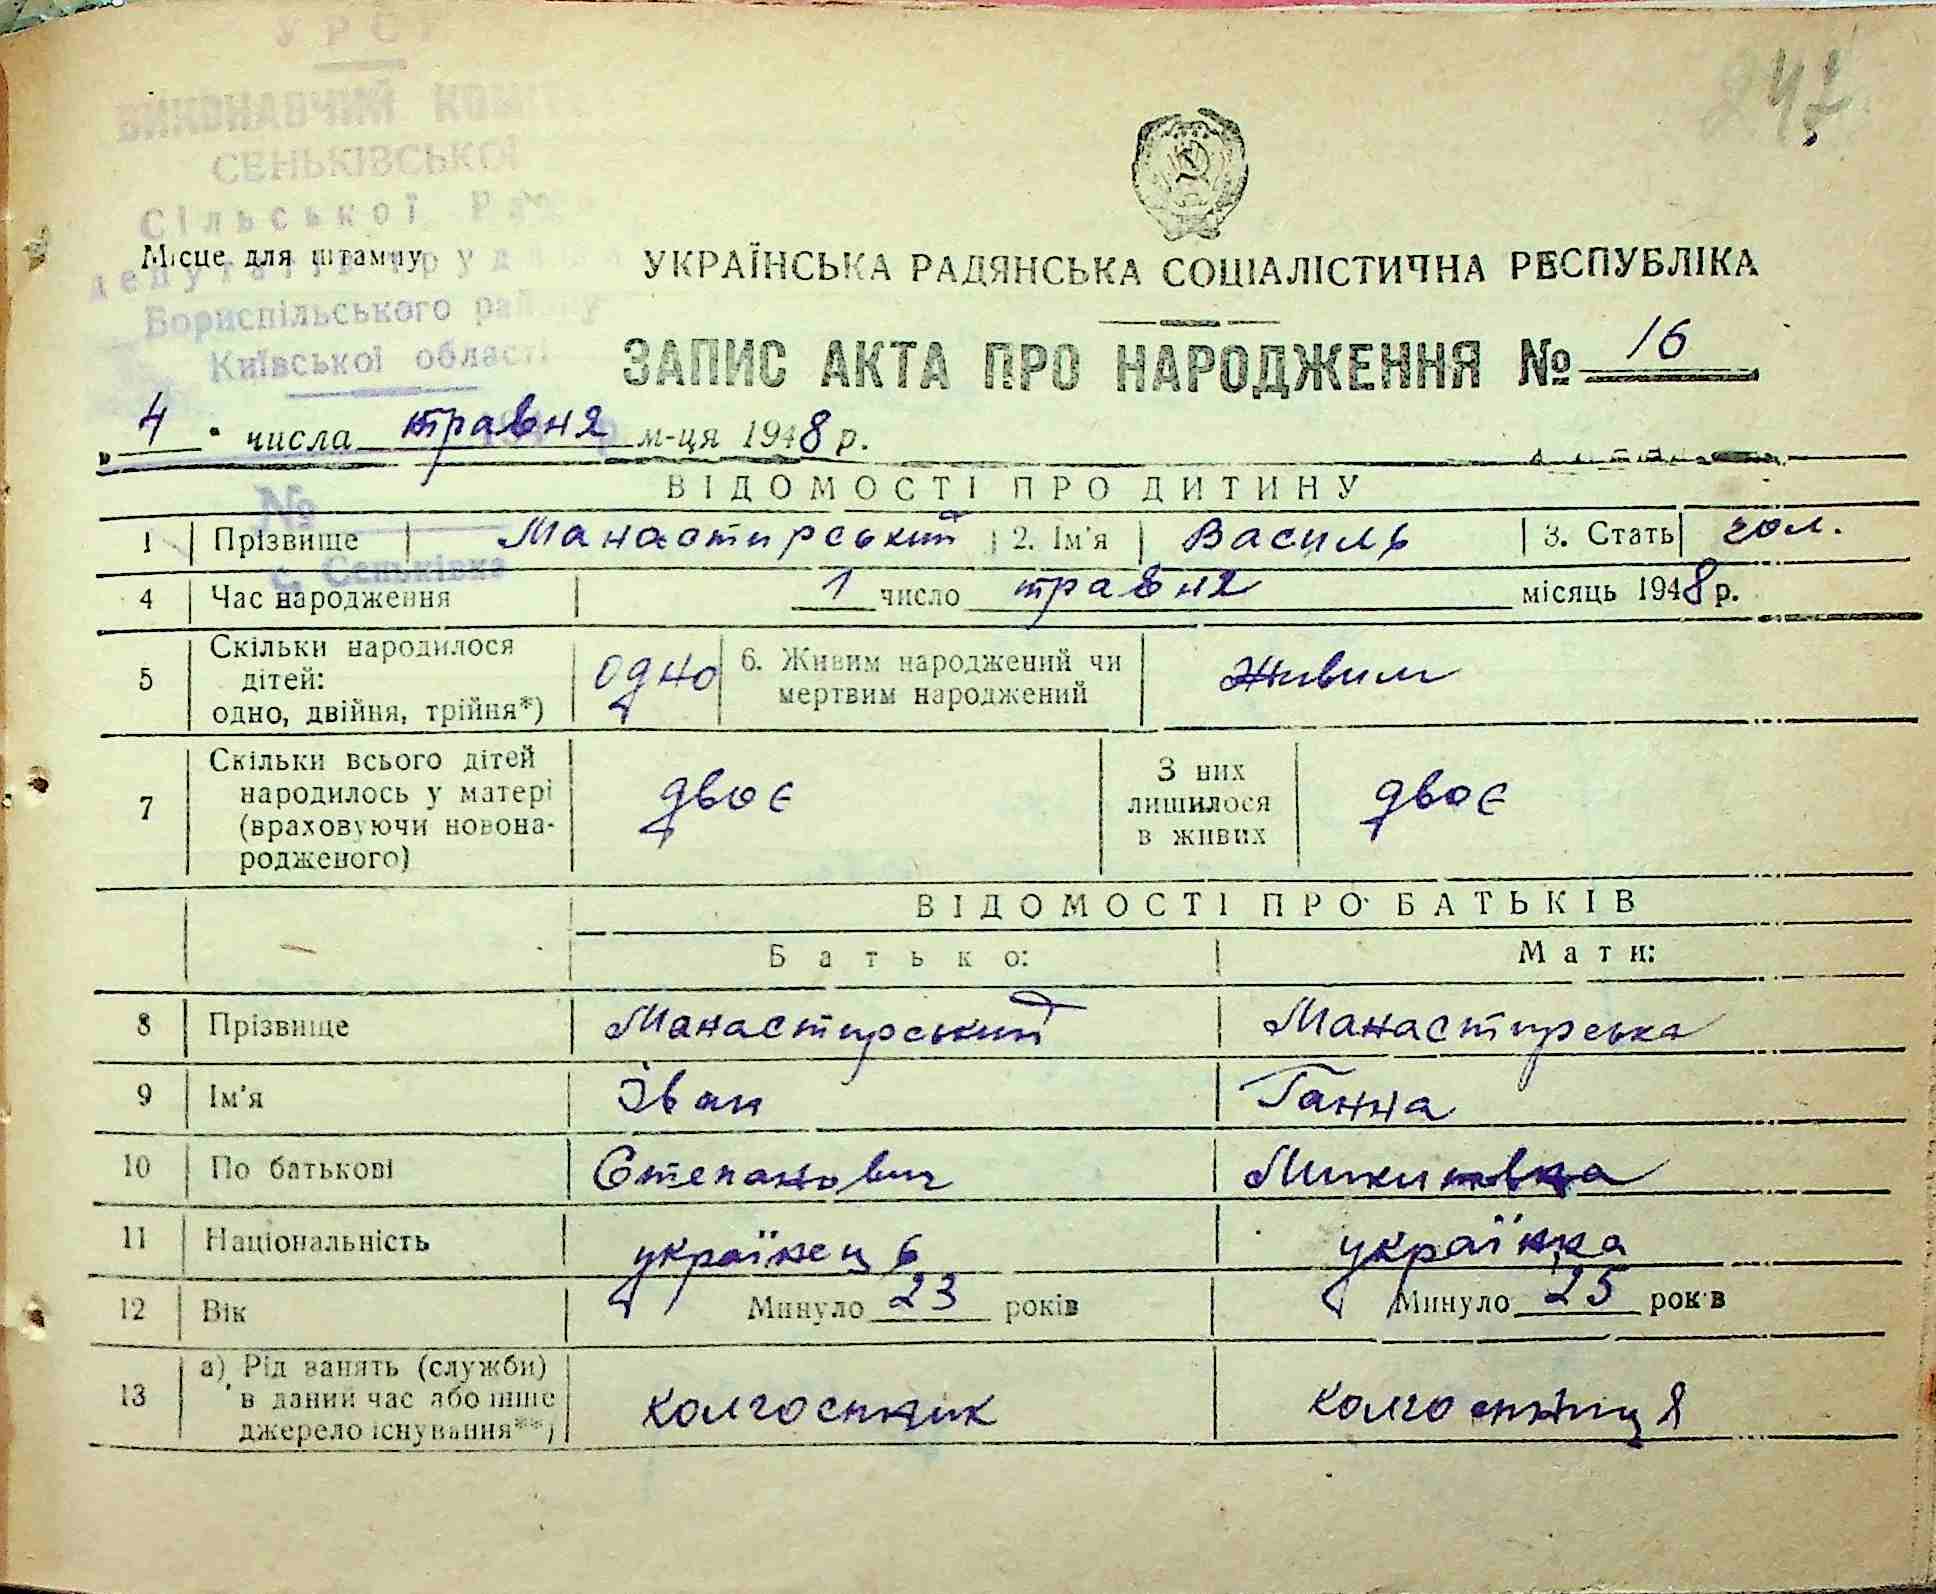 УРСР
ВИКОНАВЧИЙ
СЕНЬКІВСЬКОЇ
Сільської
Місце для штампу
Бориспільського району
Київської області
УКРАЇНСЬКА РАДЯНСЬКА СОЦІАЛІСТИЧНА РЕСПУБЛІКА
ЗАПИС АКТА ПРО НАРОДЖЕННЯ № 16
„ 4 " числа травня м-ця 1948 р.
№
ВІДОМОСТІ ПРО ДИТИНУ
1 Прізвище Манастирський 2. Ім'я Василь 3. Стать чол.
с. Сеньківка
4 Час народження 1 число травня місяць 1948 р.
5 Скільки народилося
дітей:
одно, двійня, трійня*) одно
6. Живим народжений чи
мертвим народжений живим
7 Скільки всього дітей
народилось у матері
(враховуючи новона-
родженого) двоє
З них
лишилося
в живих двоє
ВІДОМОСТІ ПРО БАТЬКІВ
Батько: Мати:
8 Прізвище Манастирський Манастирська
9 Ім'я Іван Ганна
10 По батькові Степанович
11 Національність українець українка
12 Вік Минуло 23 років Минуло 25 років
13 а) Рід занять (служби)
в даний час або інше
джерело існування**) колгоспник колгоспниця